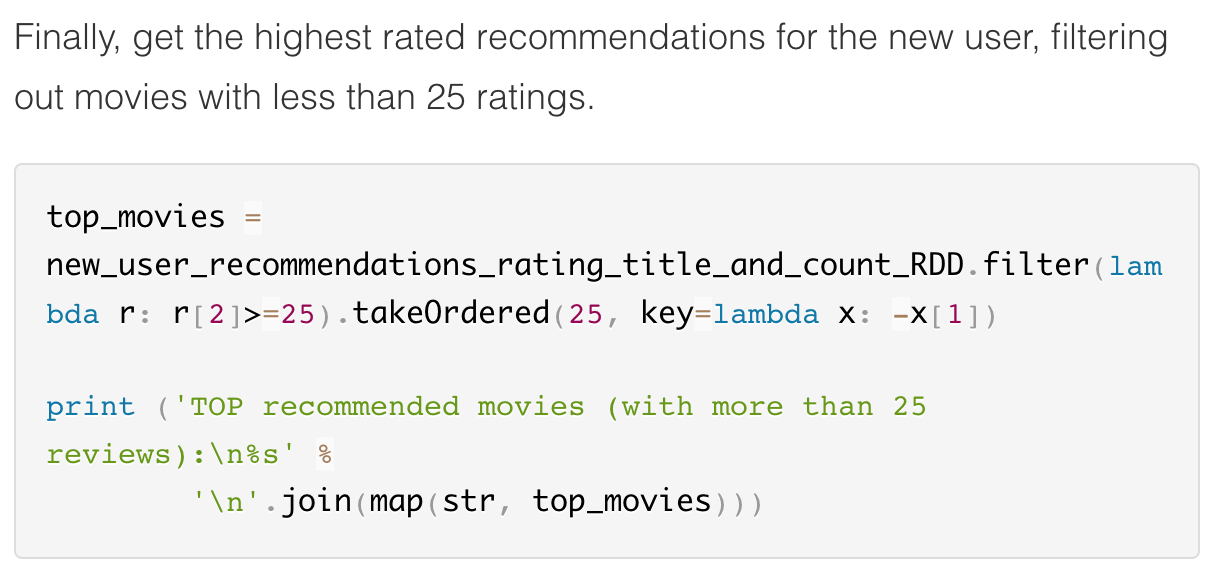 Finally, get the highest rated recommendations for the new user, filtering
out movies with less than 25 ratings.
top_movies =
new_user_recommendations_rating_title_and_count_RDD.filter(lam
bda r: r[2]>=25).takeOrdered(25, key=lambda x: -x[1])
print ('TOP recommended movies (with more than 25
reviews):\n%s' %
'\n'.join(map(str, top_movies)))